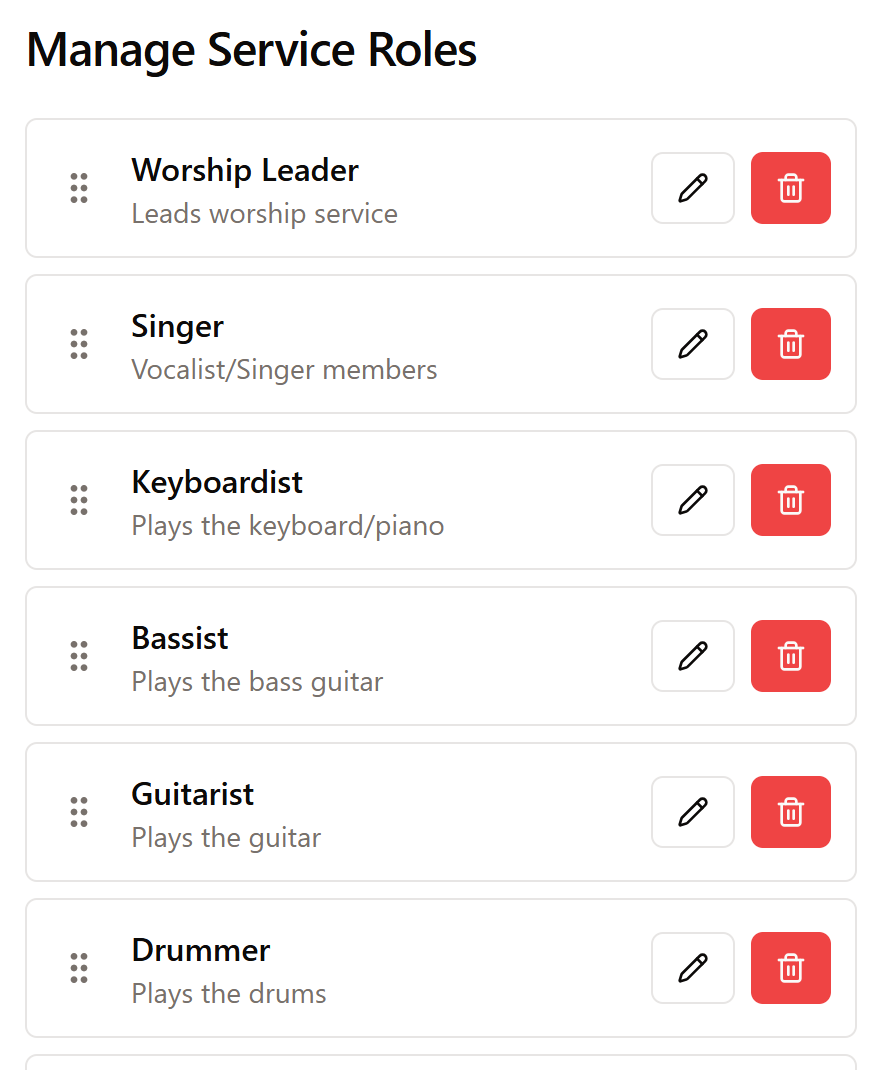 Manage Service Roles
Worship Leader
Leads worship service
Singer
Vocalist/Singer members
Keyboardist
Plays the keyboard/piano
Bassist
Plays the bass guitar
Guitarist
Plays the guitar
Drummer
Plays the drums